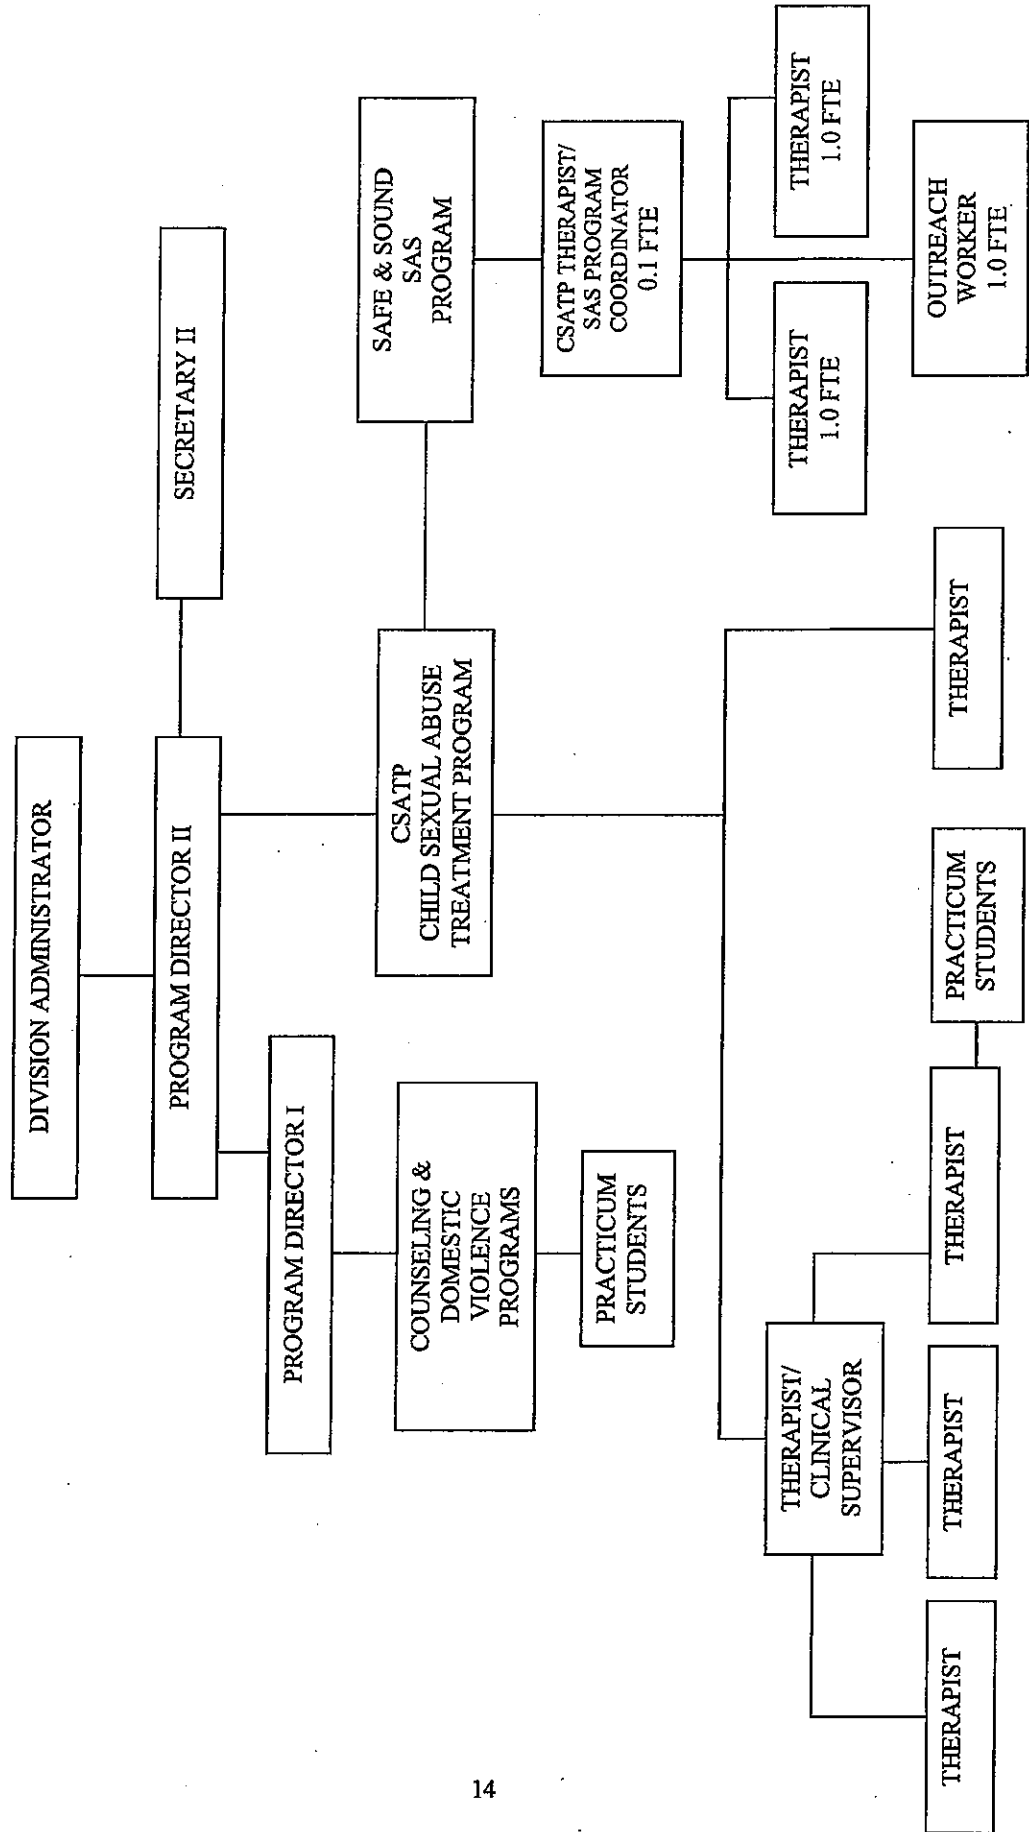 DIVISION ADMINISTRATOR
PROGRAM DIRECTOR II
SECRETARY II
PROGRAM DIRECTOR I
COUNSELING &
DOMESTIC
VIOLENCE
PROGRAMS
PRACTICUM
STUDENTS
CSATP
CHILD SEXUAL ABUSE
TREATMENT PROGRAM
SAFE & SOUND
SAS
PROGRAM
CSATP THERAPIST/
SAS PROGRAM
COORDINATOR
0.1 FTE
THERAPIST
1.0 FTE
THERAPIST
1.0 FTE
OUTREACH
WORKER
1.0 FTE
THERAPIST/
CLINICAL
SUPERVISOR
THERAPIST
THERAPIST
THERAPIST
PRACTICUM
STUDENTS
THERAPIST
14